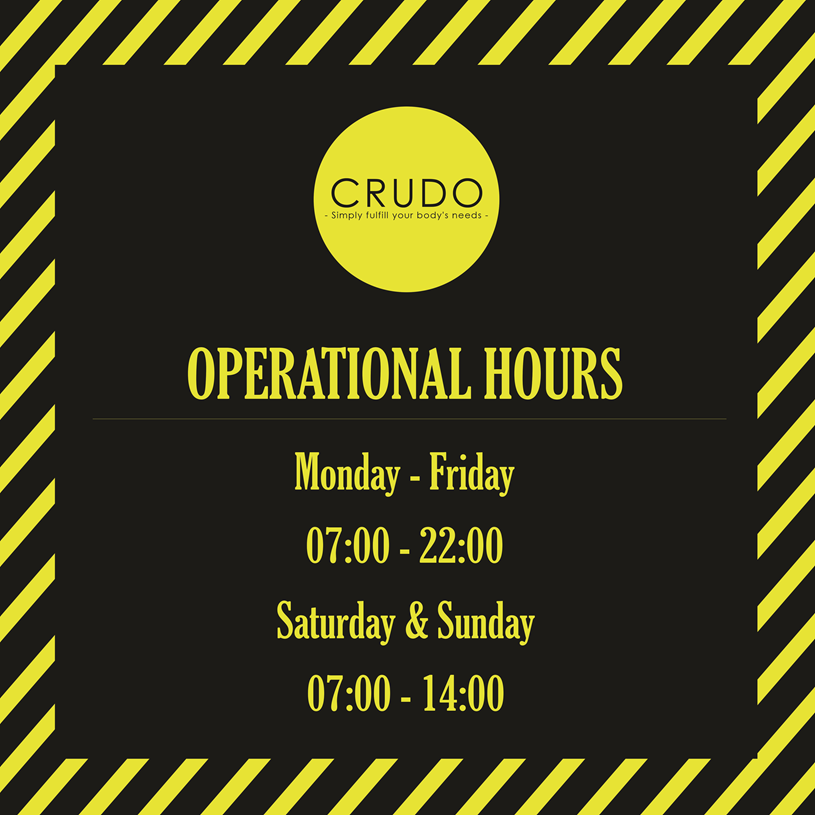 CRUDO
- Simply fulfill your body's needs -
OPERATIONAL HOURS
Monday - Friday
07:00 - 22:00
Saturday & Sunday
07:00 - 14:00